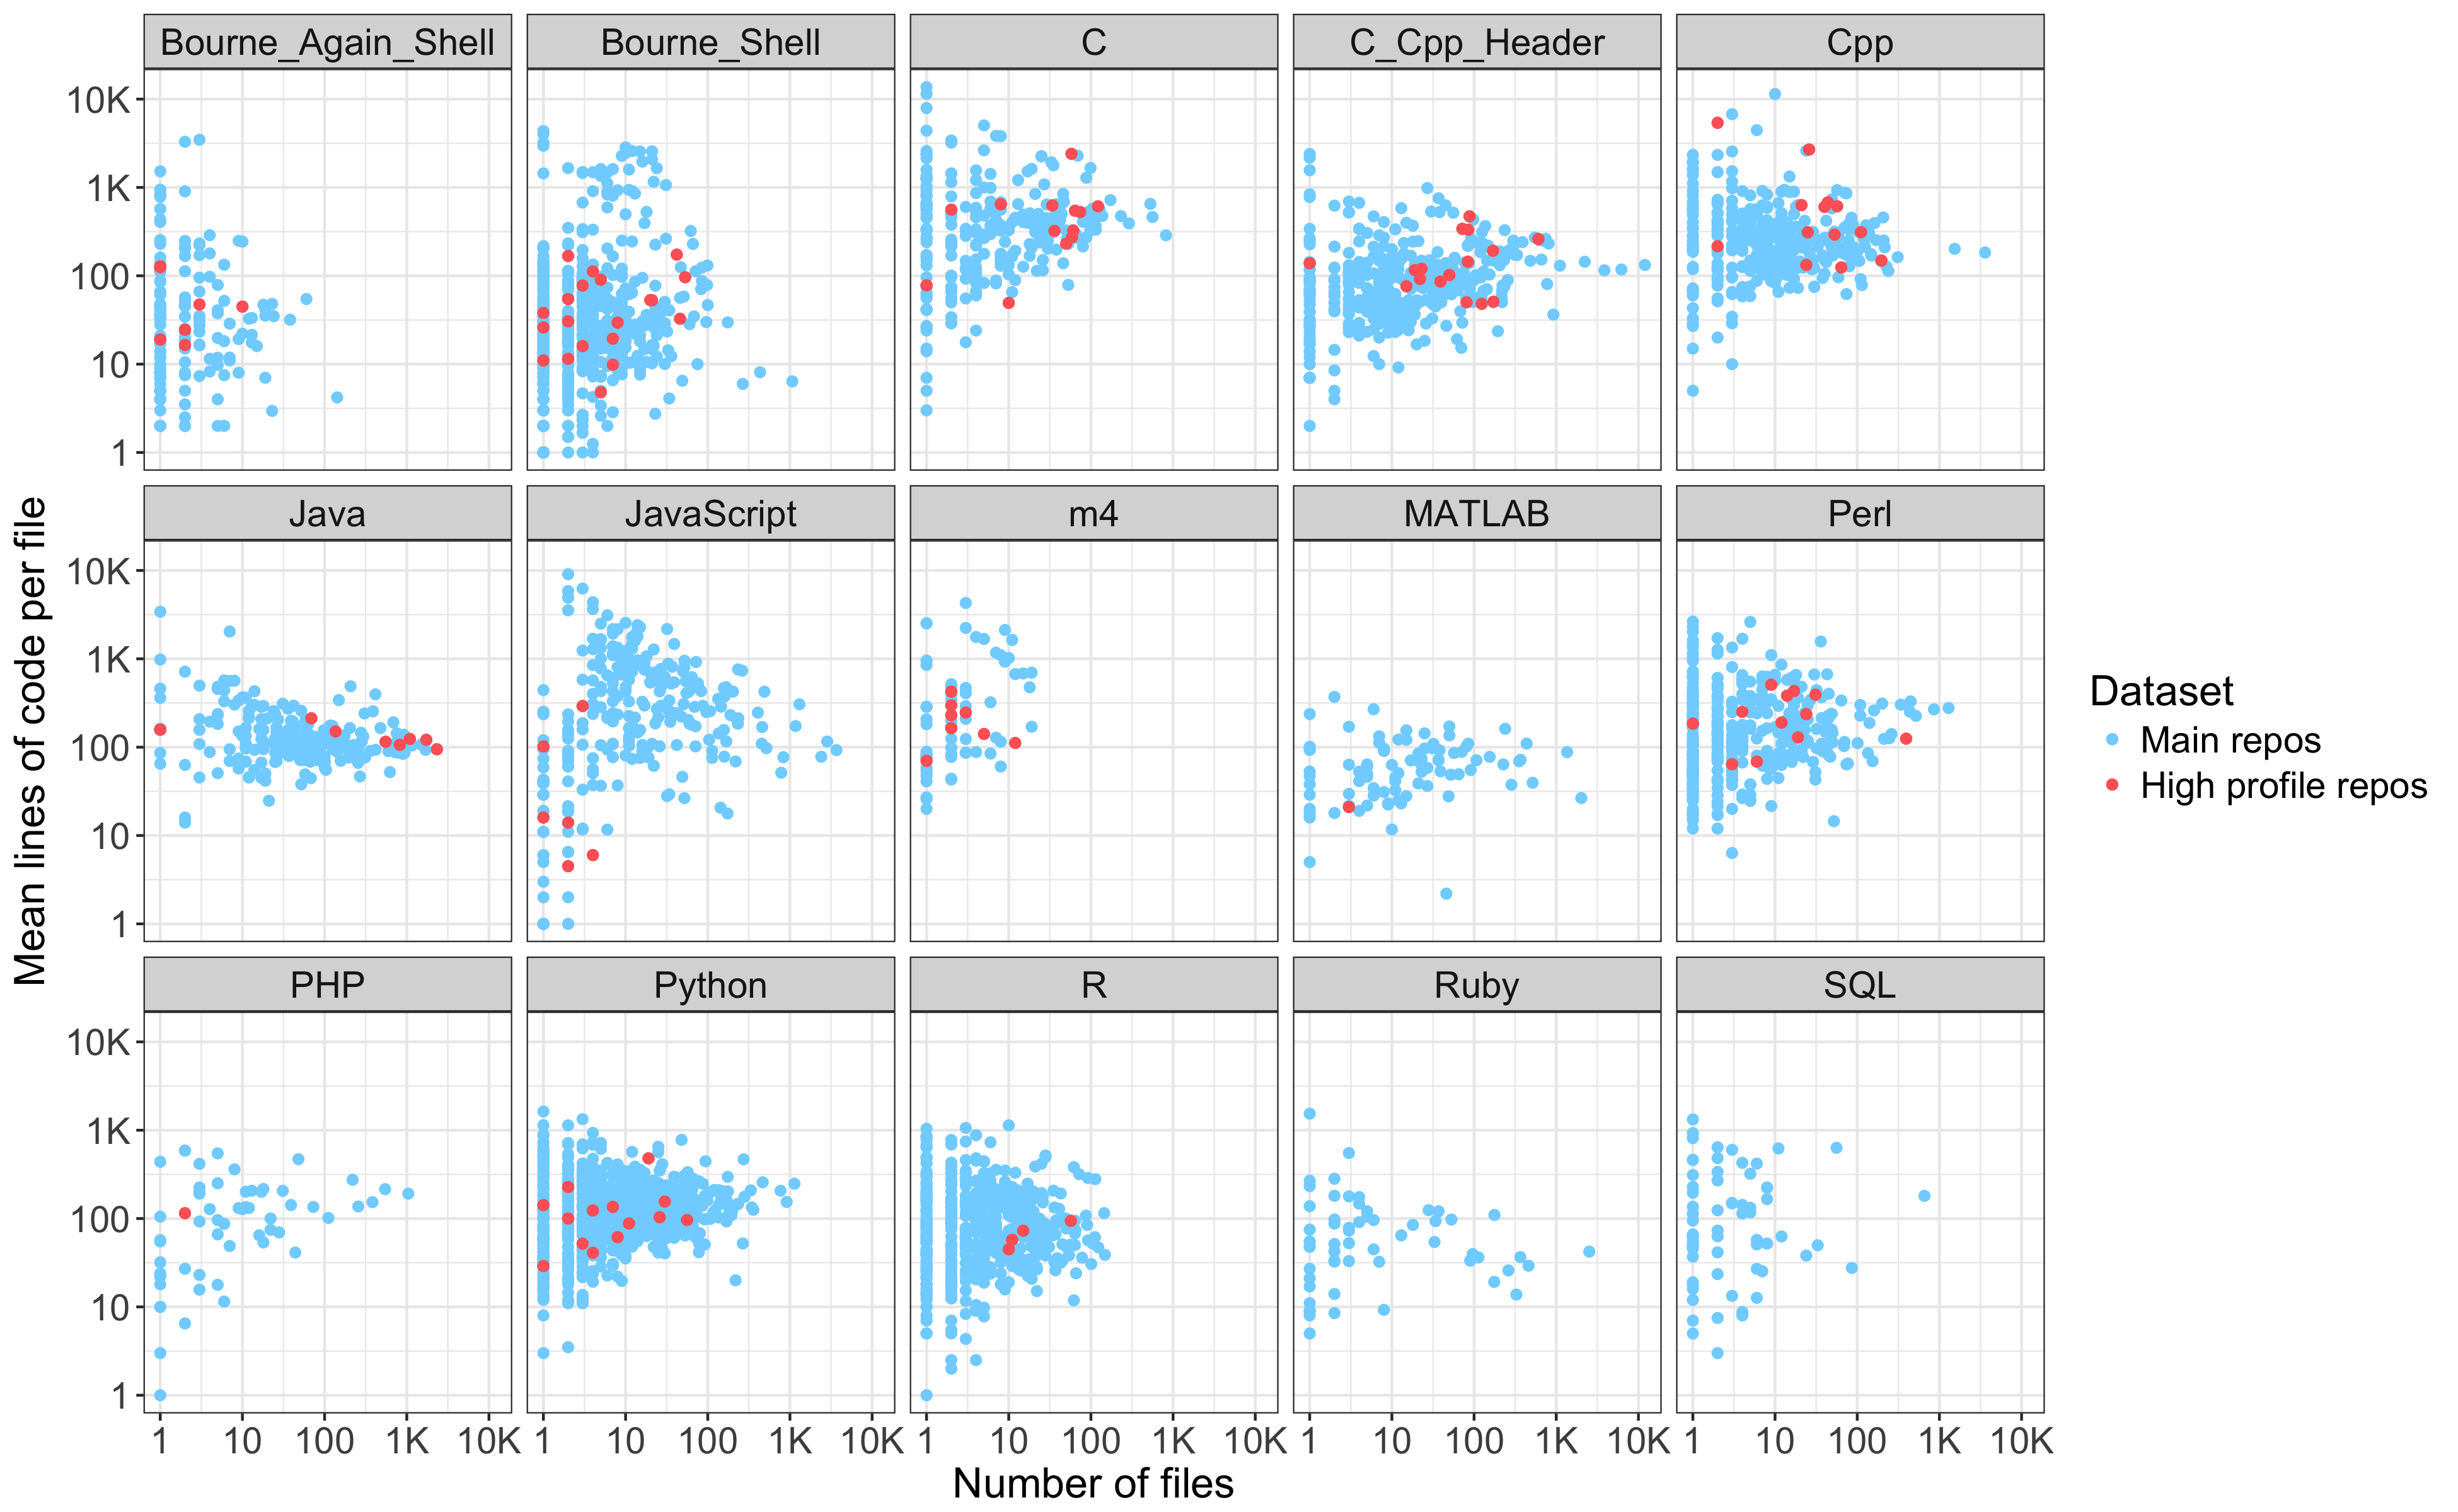 Bourne_Again_Shell Bourne_Shell C C_Cpp_Header Cpp
10K
1K
100
10
1
Java JavaScript m4 MATLAB Perl
10K
1K
100
10
1
PHP Python R Ruby SQL
10K
1K
100
10
1
1 10 100 1K 10K 1 10 100 1K 10K 1 10 100 1K 10K 1 10 100 1K 10K 1 10 100 1K 10K
Number of files
Mean lines of code per file
Dataset
Main repos
High profile repos